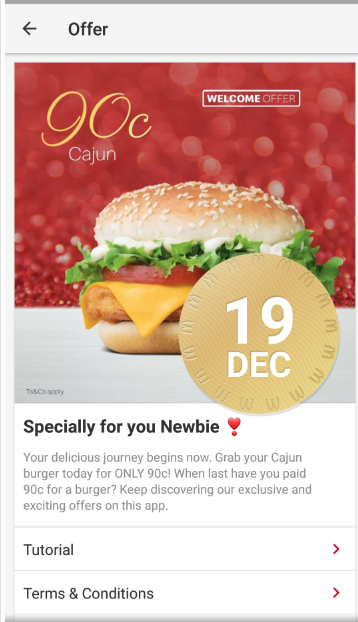 Offer
90c
Cajun
WELCOME OFFER
19
DEC
Ts&Cs apply.
Specially for you Newbie ❣️
Your delicious journey begins now. Grab your Cajun
burger today for ONLY 90c! When last have you paid
90c for a burger? Keep discovering our exclusive and
exciting offers on this app.
Tutorial
Terms & Conditions